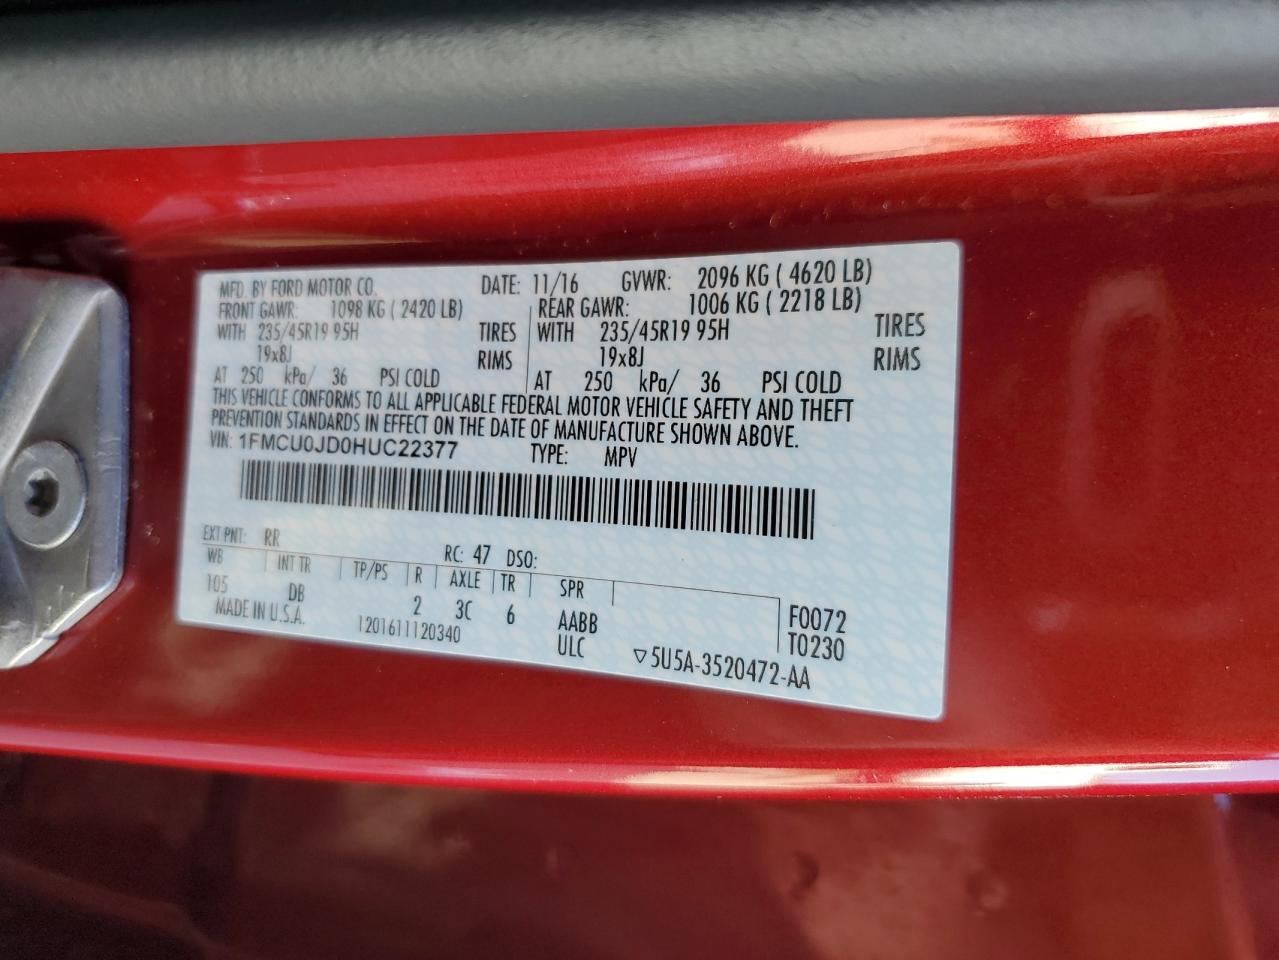 MFD. BY FORD MOTOR CO. DATE: 11/16 GVWR: 2096 KG ( 4620 LB)
FRONT GAWR: 1098 KG ( 2420 LB) REAR GAWR: 1006 KG ( 2218 LB)
WITH 235/45R19 95H TIRES WITH 235/45R19 95H TIRES
19x8J RIMS 19x8J RIMS
AT 250 kPa/ 36 PSI COLD AT 250 kPa/ 36 PSI COLD
THIS VEHICLE CONFORMS TO ALL APPLICABLE FEDERAL MOTOR VEHICLE SAFETY AND THEFT
PREVENTION STANDARDS IN EFFECT ON THE DATE OF MANUFACTURE SHOWN ABOVE.
VIN: 1FMCU0JD0HUC22377 TYPE: MPV
EXT PNT: RR RC: 47 DSO:
WB INT TR TP/PS R AXLE TR SPR
105 DB 2 3C 6 AABB F0072
MADE IN U.S.A. 1201611120340 ULC T0230
▽5U5A-3520472-AA